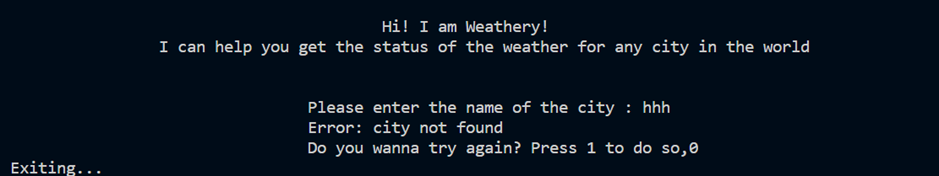 Hi! I am Weathery!
I can help you get the status of the weather for any city in the world
Please enter the name of the city : hhh
Error: city not found
Do you wanna try again? Press 1 to do so,0
Exiting...